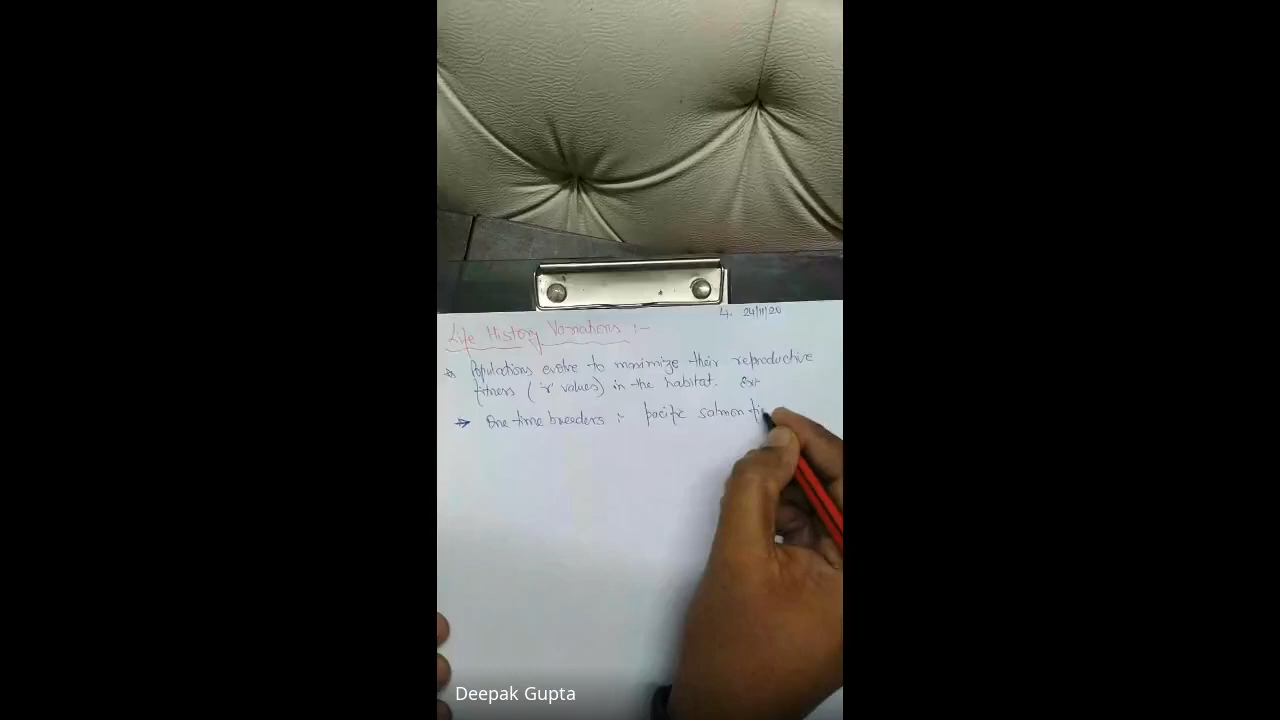 4. 24/11/20
Life History Variations :-
Populations evolve to maximize their reproductive
fitness ( 'r' values) in the habitat. Ex:-
→ One time breeders :- pacific salmon fi
Deepak Gupta